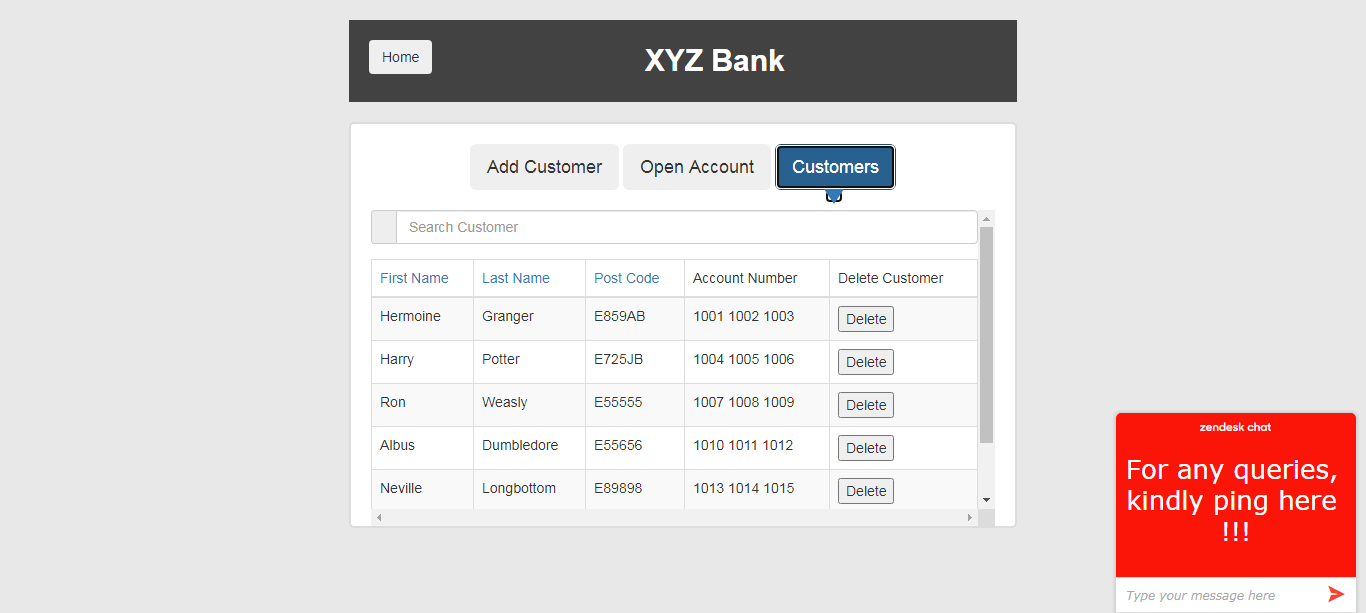 Home
XYZ Bank
Add Customer Open Account Customers
Search Customer
First Name Last Name Post Code Account Number Delete Customer
Hermoine Granger E859AB 1001 1002 1003 Delete
Harry Potter E725JB 1004 1005 1006 Delete
Ron Weasly E55555 1007 1008 1009 Delete
Albus Dumbledore E55656 1010 1011 1012 Delete
Neville Longbottom E89898 1013 1014 1015 Delete
zendesk chat
For any queries,
kindly ping here
!!!
Type your message here